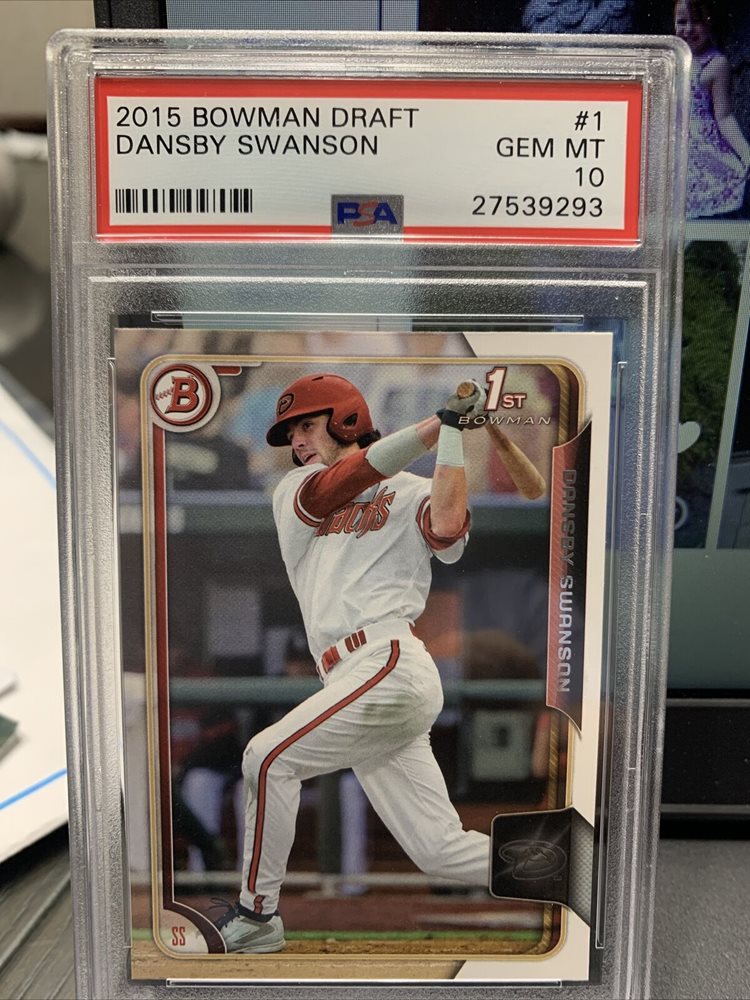 2015 BOWMAN DRAFT #1
DANSBY SWANSON GEM MT
10
PSA 27539293
B
1ST
BOWMAN
DANSBY SWANSON
SS